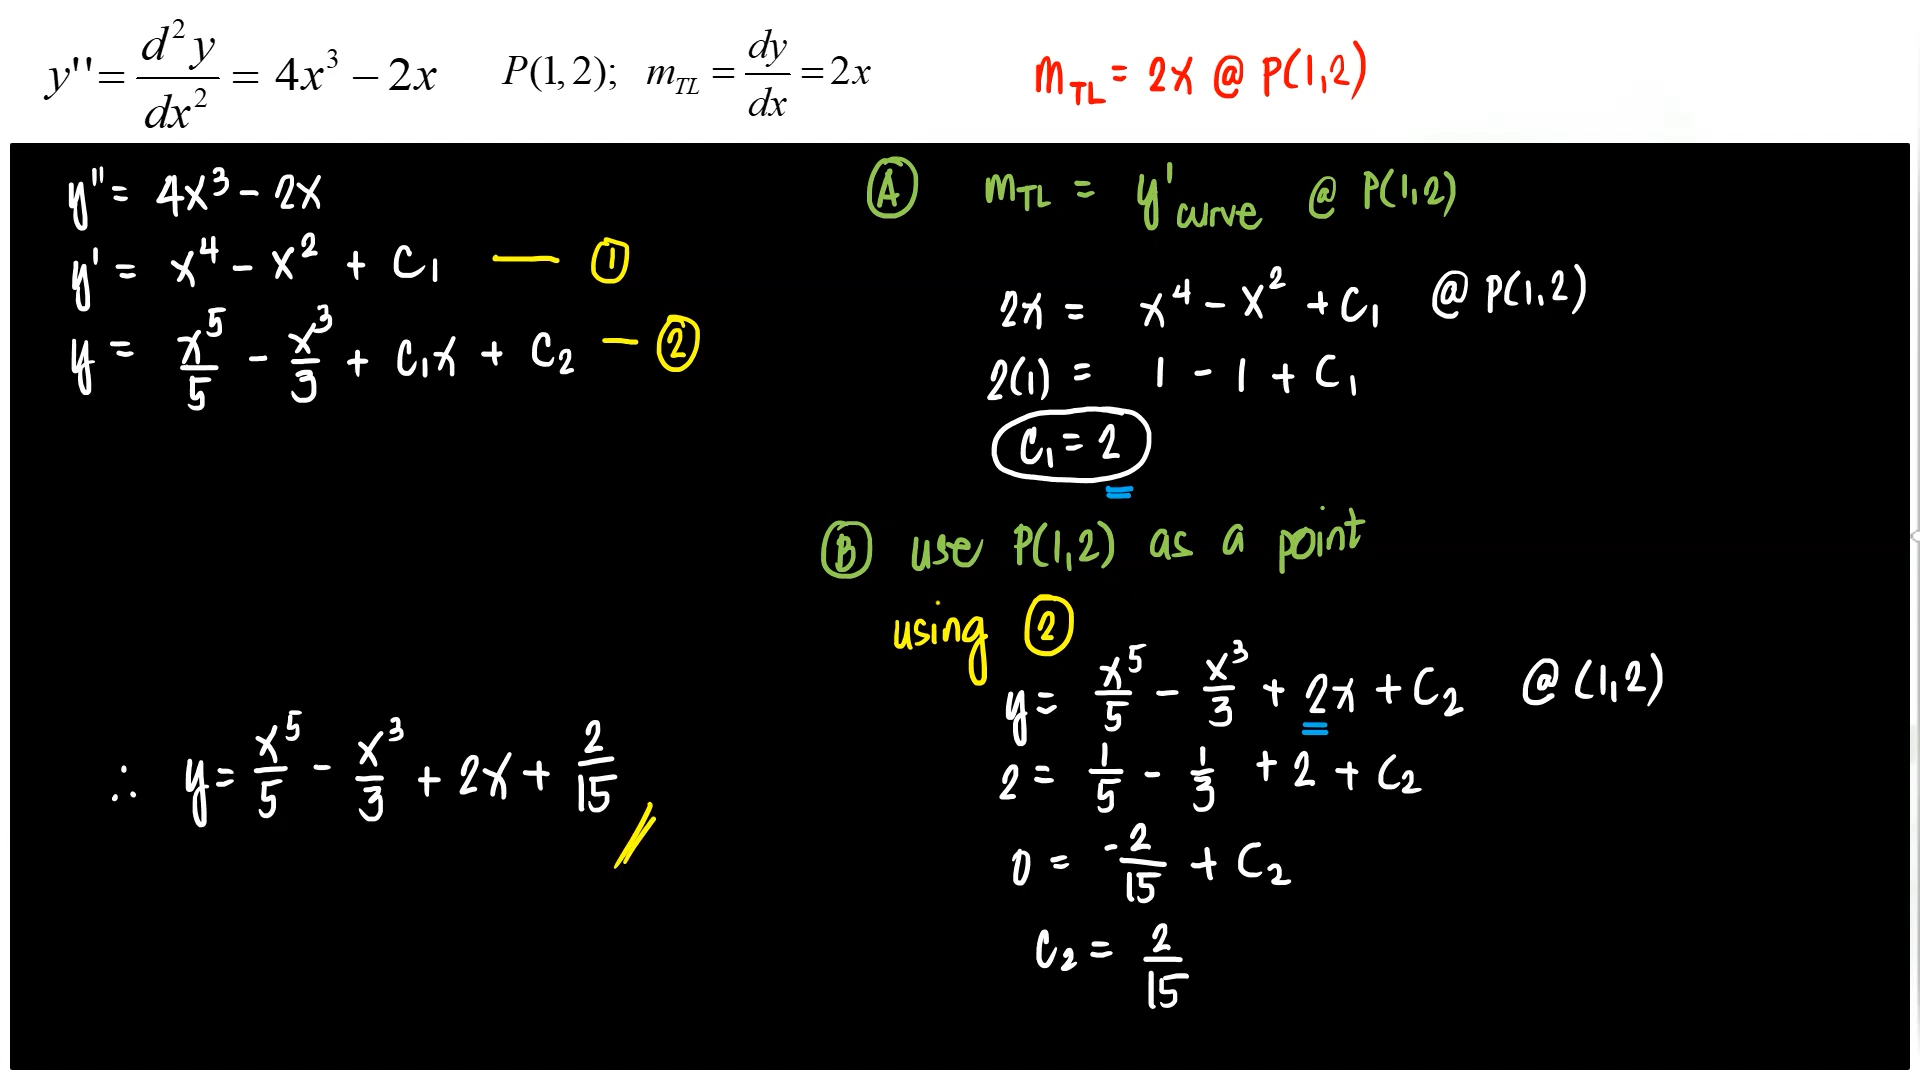 y'' = d²y/dx² = 4x³ − 2x   P(1, 2);   m_TL = dy/dx = 2x   m_TL = 2x @ P(1,2)
y'' = 4x³ − 2x
y' = x⁴ − x² + C₁ — ①
y = x⁵/5 − x³/3 + C₁x + C₂ — ②
∴ y = x⁵/5 − x³/3 + 2x + 2/15
Ⓐ m_TL = y'curve @ P(1,2)
2x = x⁴ − x² + C₁ @ P(1,2)
2(1) = 1 − 1 + C₁
C₁ = 2
Ⓑ use P(1,2) as a point
using ②
y = x⁵/5 − x³/3 + 2x + C₂ @ (1,2)
2 = 1/5 − 1/3 + 2 + C₂
0 = −2/15 + C₂
C₂ = 2/15